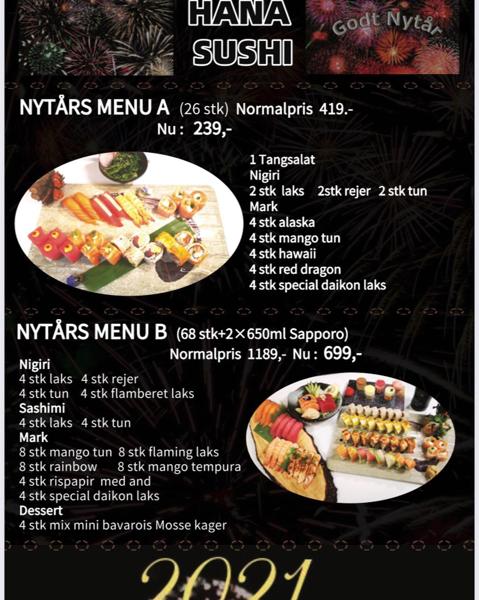 HANA
SUSHI
Godt Nytår
NYTÅRS MENU A (26 stk) Normalpris 419.-
Nu : 239,-
1 Tangsalat
Nigiri
2 stk laks 2stk rejer 2 stk tun
Mark
4 stk alaska
4 stk mango tun
4 stk hawaii
4 stk red dragon
4 stk special daikon laks
NYTÅRS MENU B (68 stk+2×650ml Sapporo)
Normalpris 1189,- Nu : 699,-
Nigiri
4 stk laks 4 stk rejer
4 stk tun 4 stk flamberet laks
Sashimi
4 stk laks 4 stk tun
Mark
8 stk mango tun 8 stk flaming laks
8 stk rainbow 8 stk mango tempura
4 stk rispapir med and
4 stk special daikon laks
Dessert
4 stk mix mini bavarois Mosse kager
2021